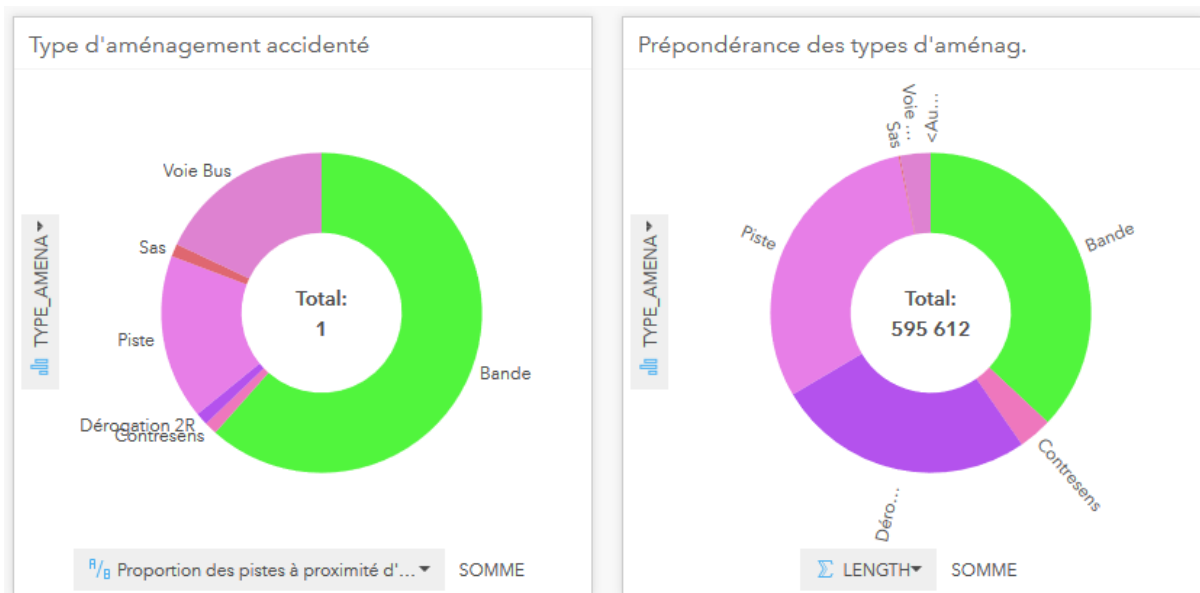 Type d'aménagement accidenté
Voie Bus
Sas
Piste
Dérogation 2R
Contresens
Bande
Total:
1
TYPE_AMENA
A/B Proportion des pistes à proximité d'...
SOMME
Prépondérance des types d'aménag.
Sas
Voie ...
<Au...
Piste
Bande
Total:
595 612
Contresens
Déro...
TYPE_AMENA
Σ LENGTH
SOMME